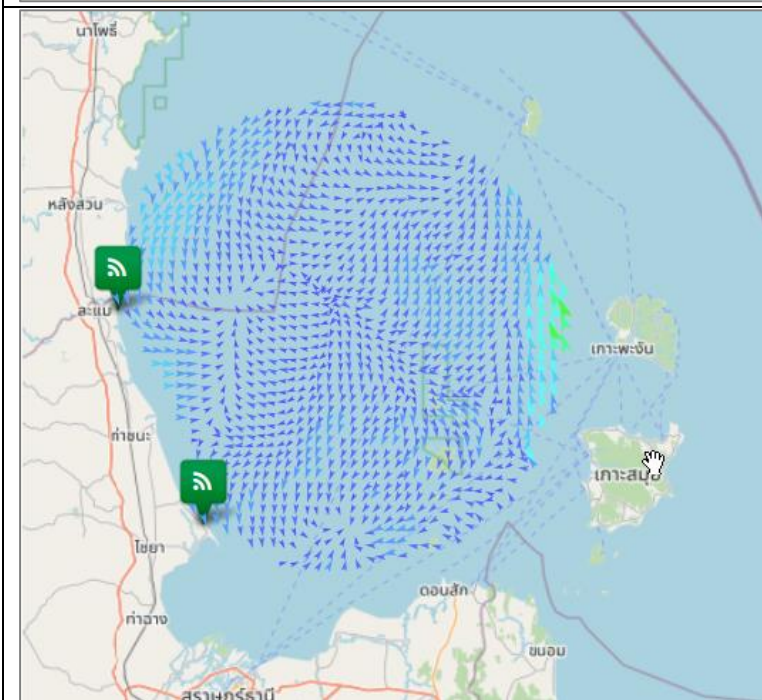 นาโพธิ์
หลังสวน
ละแม
เกาะพะงัน
ท่าชนะ
เกาะสมุย
ไชยา
ดอนสัก
ท่าฉาง
ขนอม
สุราษฎร์ธานี